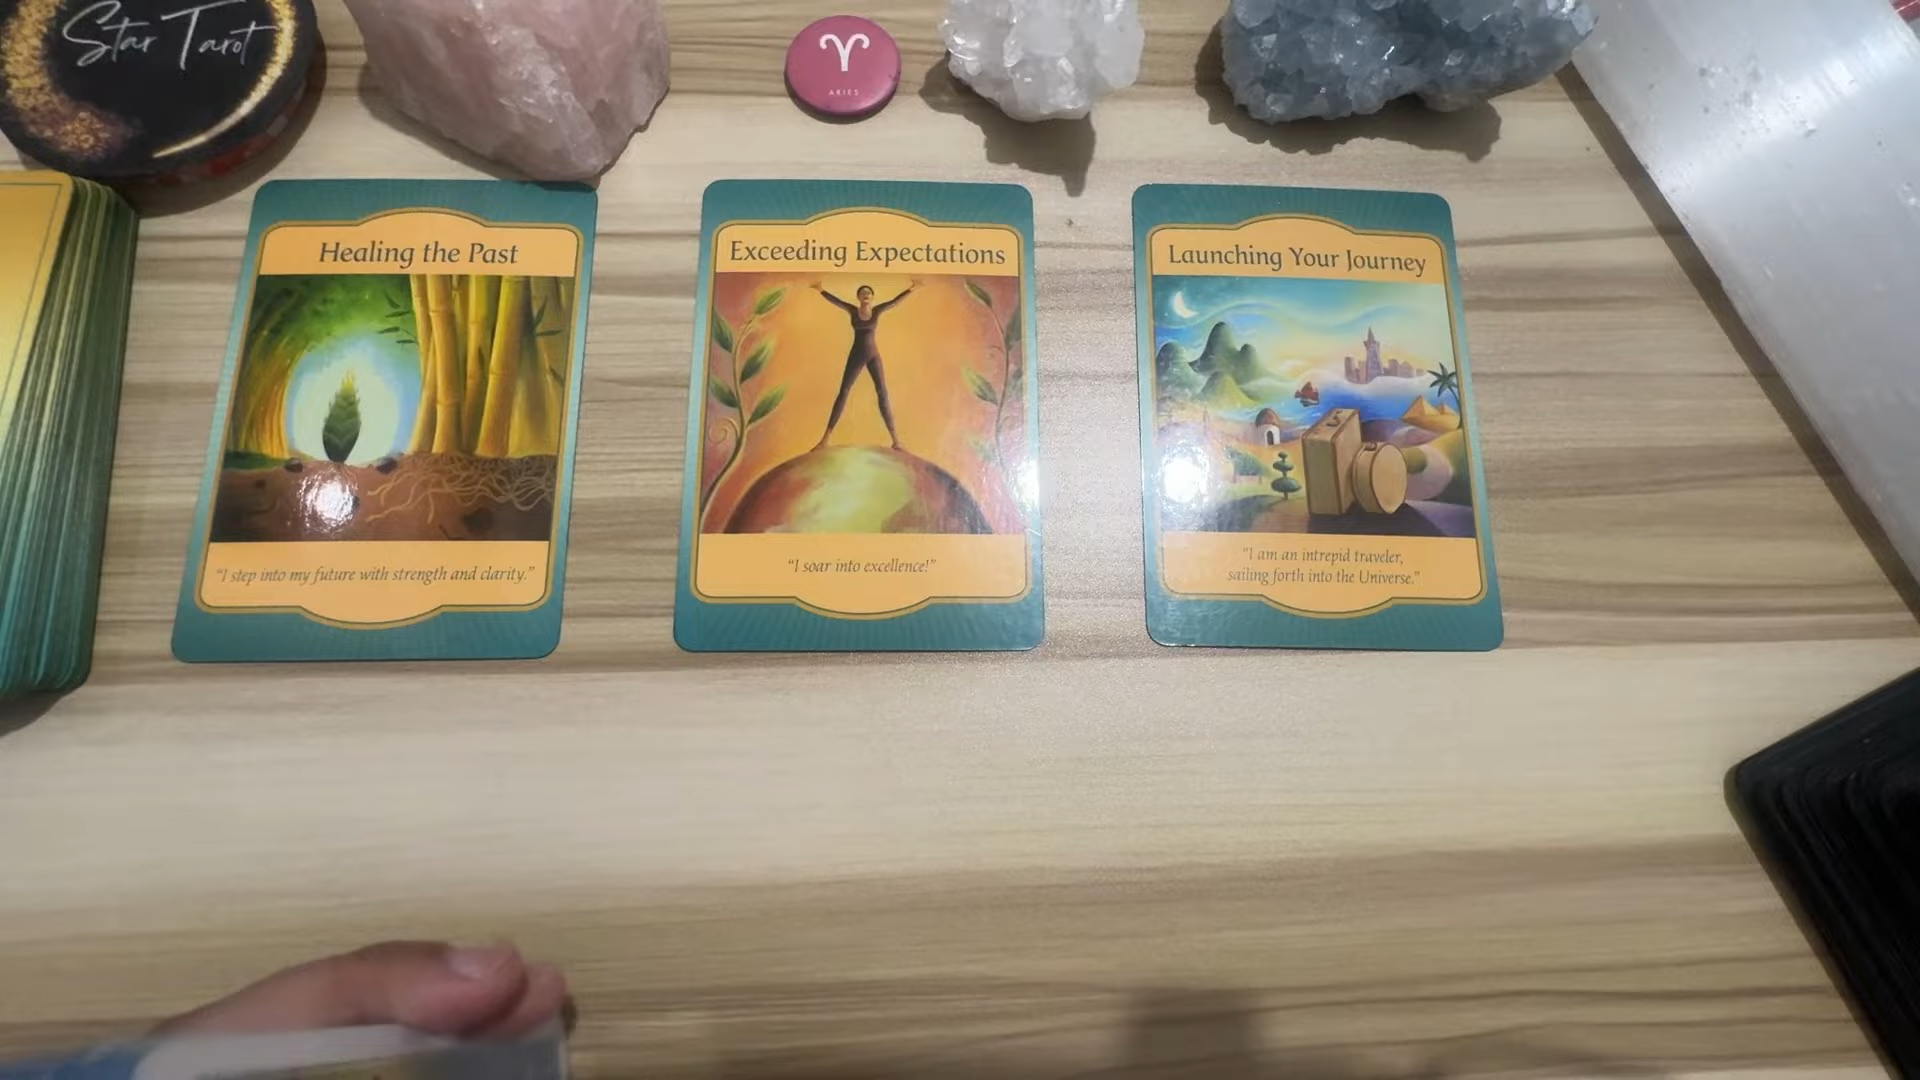 Star Tarot
ARIES
Healing the Past
"I step into my future with strength and clarity."
Exceeding Expectations
"I soar into excellence!"
Launching Your Journey
"I am an intrepid traveler,
sailing forth into the Universe."